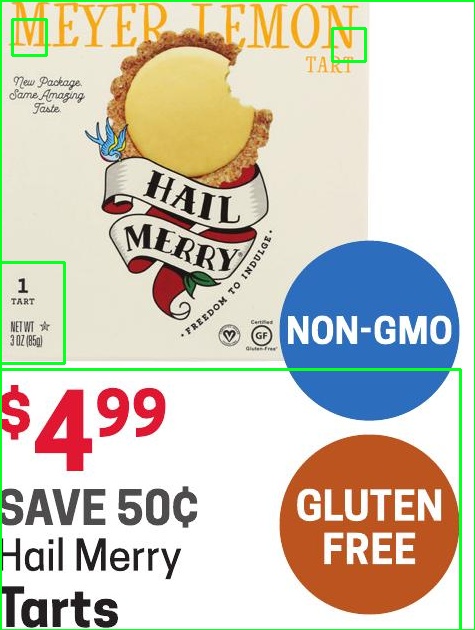 MEYER LEMON
TART
New Package.
Same Amazing
Taste.
HAIL
MERRY®
• FREEDOM TO INDULGE •
1
TART
NET WT
3 OZ (85g)
Certified
GF
Gluten-Free
NON-GMO
$4.99
SAVE 50¢
GLUTEN
FREE
Hail Merry
Tarts